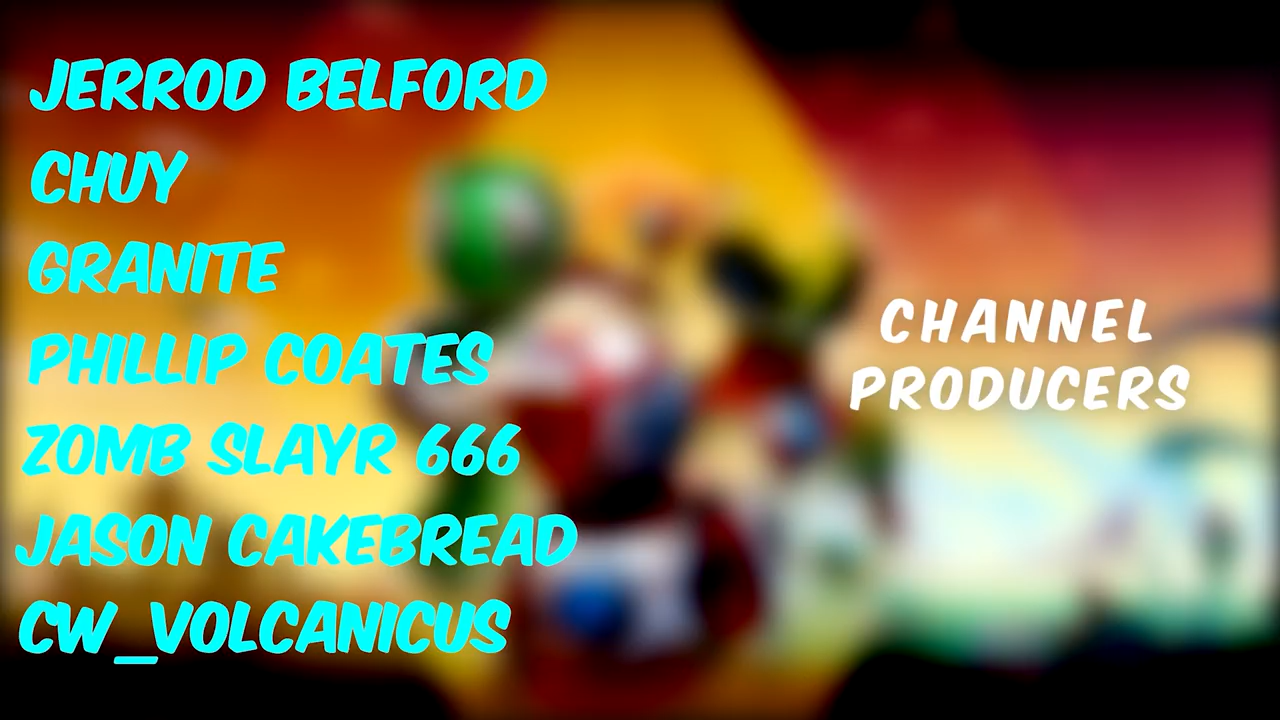 JERROD BELFORD
CHUY
GRANITE
PHILLIP COATES
ZOMB SLAYR 666
JASON CAKEBREAD
CW_VOLCANICUS
CHANNEL
PRODUCERS